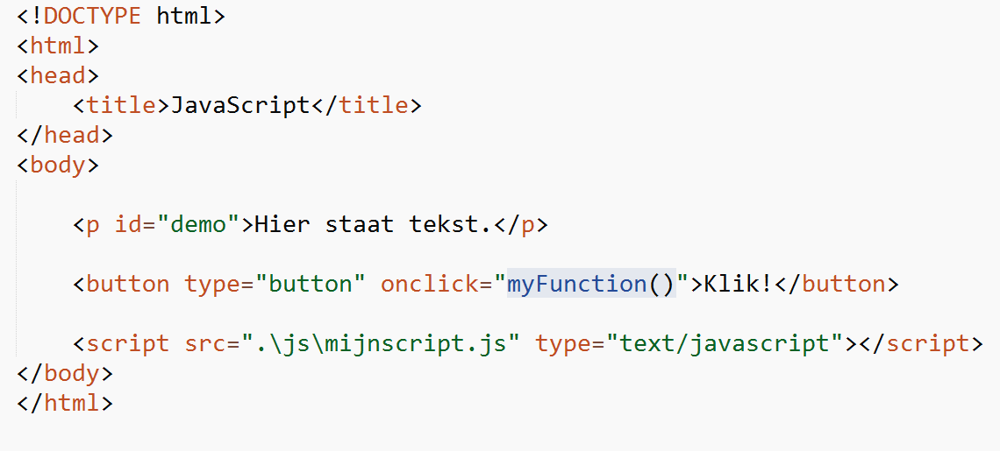 <!DOCTYPE html>
<html>
<head>
    <title>JavaScript</title>
</head>
<body>

    <p id="demo">Hier staat tekst.</p>

    <button type="button" onclick="myFunction()">Klik!</button>

    <script src=".\js\mijnscript.js" type="text/javascript"></script>
</body>
</html>